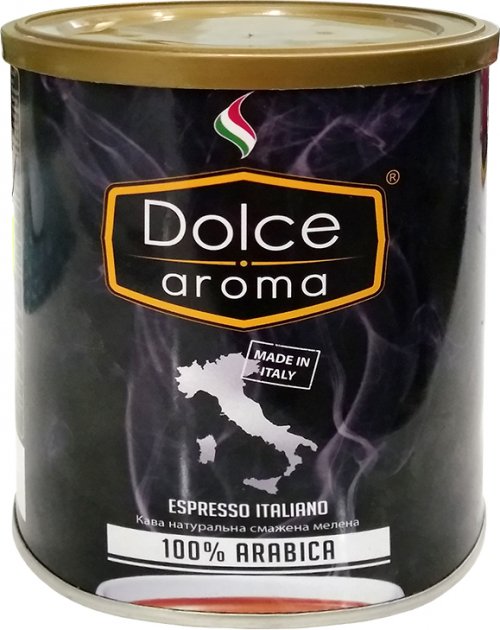 ®
Dolce
aroma
MADE IN
ITALY
ESPRESSO ITALIANO
Кава натуральна смажена мелена
100% ARABICA